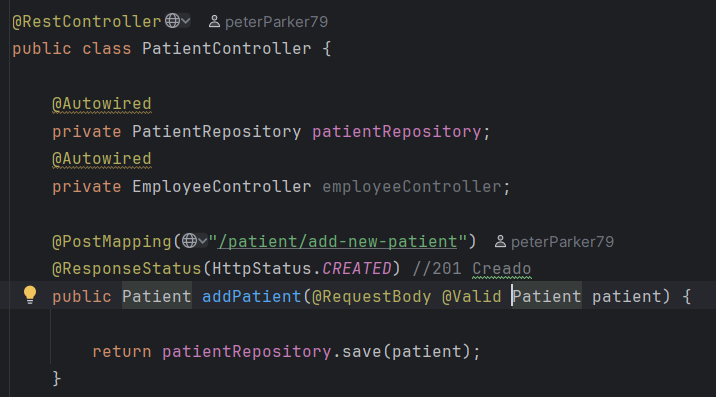 @RestController peterParker79
public class PatientController {
@Autowired
private PatientRepository patientRepository;
@Autowired
private EmployeeController employeeController;
@PostMapping("/patient/add-new-patient") peterParker79
@ResponseStatus(HttpStatus.CREATED) //201 Creado
public Patient addPatient(@RequestBody @Valid Patient patient) {
return patientRepository.save(patient);
}